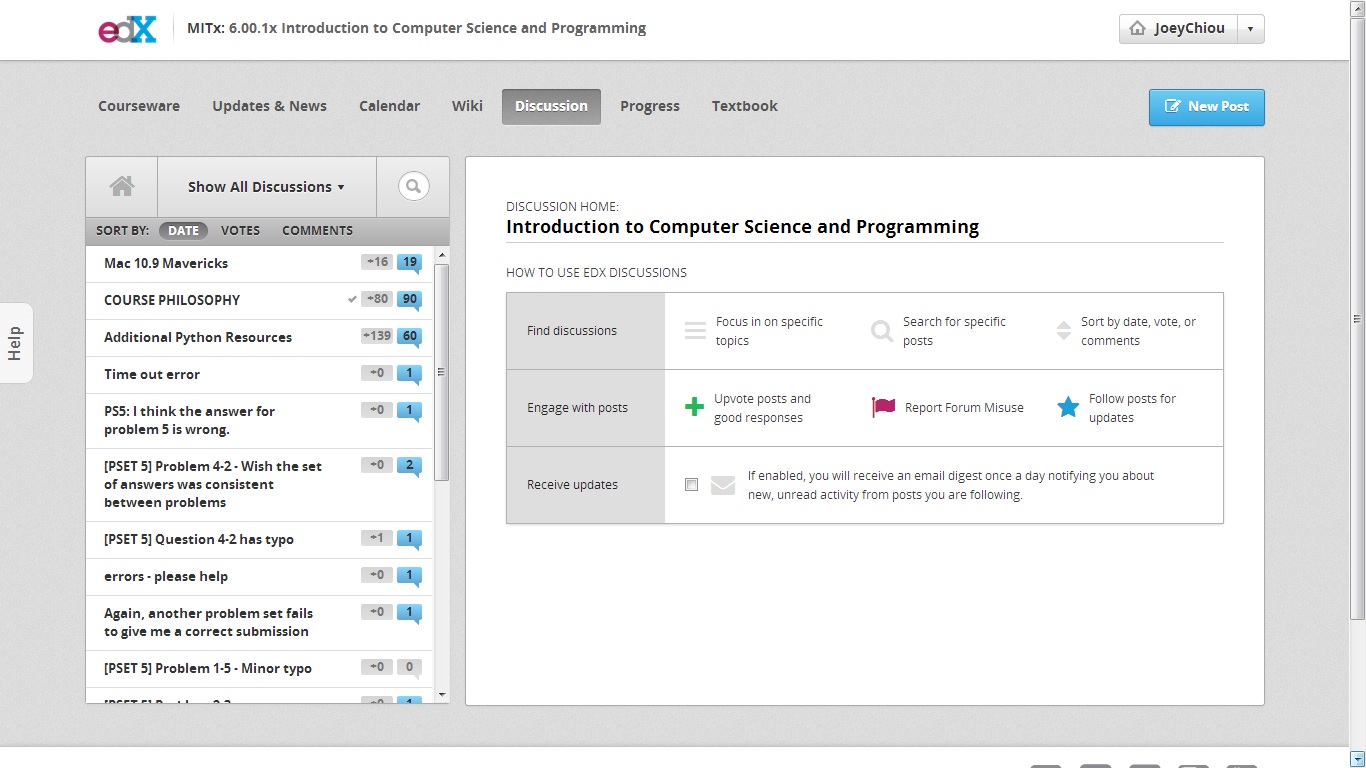 edX
MITx: 6.00.1x Introduction to Computer Science and Programming
JoeyChiou
Courseware
Updates & News
Calendar
Wiki
Discussion
Progress
Textbook
New Post
Show All Discussions
SORT BY: DATE VOTES COMMENTS
Mac 10.9 Mavericks +16 19
COURSE PHILOSOPHY +80 90
Additional Python Resources +139 60
Time out error +0 1
PS5: I think the answer for +0 1
problem 5 is wrong.
[PSET 5] Problem 4-2 - Wish the set +0 2
of answers was consistent
between problems
[PSET 5] Question 4-2 has typo +1 1
errors - please help +0 1
Again, another problem set fails +0 1
to give me a correct submission
[PSET 5] Problem 1-5 - Minor typo +0 0
Help
DISCUSSION HOME:
Introduction to Computer Science and Programming
HOW TO USE EDX DISCUSSIONS
Find discussions
Focus in on specific
topics
Search for specific
posts
Sort by date, vote, or
comments
Engage with posts
Upvote posts and
good responses
Report Forum Misuse
Follow posts for
updates
Receive updates
If enabled, you will receive an email digest once a day notifying you about
new, unread activity from posts you are following.